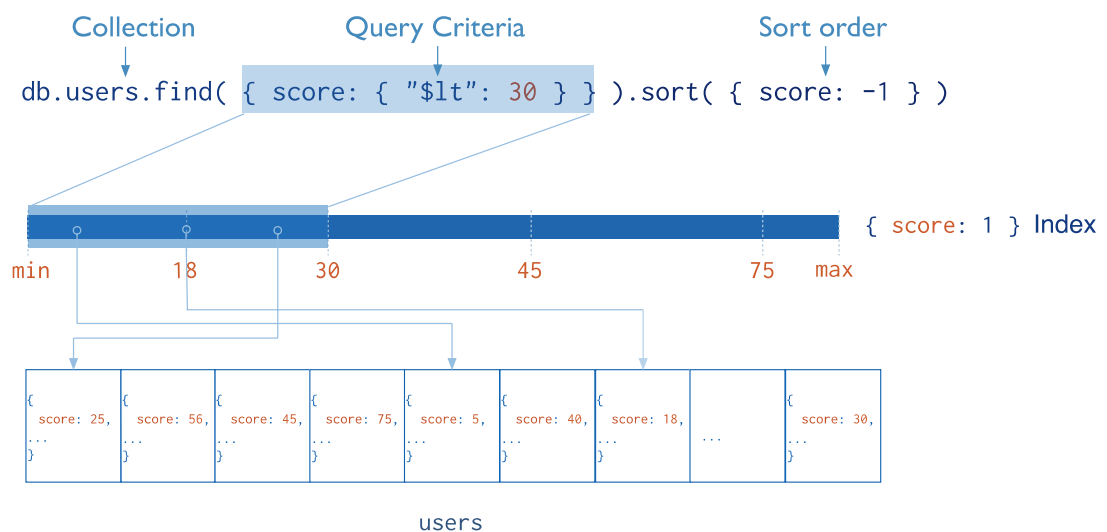 Collection Query Criteria Sort order
db.users.find( { score: { "$lt": 30 } } ).sort( { score: -1 } )
{ score: 1 } Index
min 18 30 45 75 max
{ { { { { { { {
score: 25, score: 56, score: 45, score: 75, score: 5, score: 40, score: 18, score: 30,
... ... ... ... ... ... ... ... ...
} } } } } } } }
users